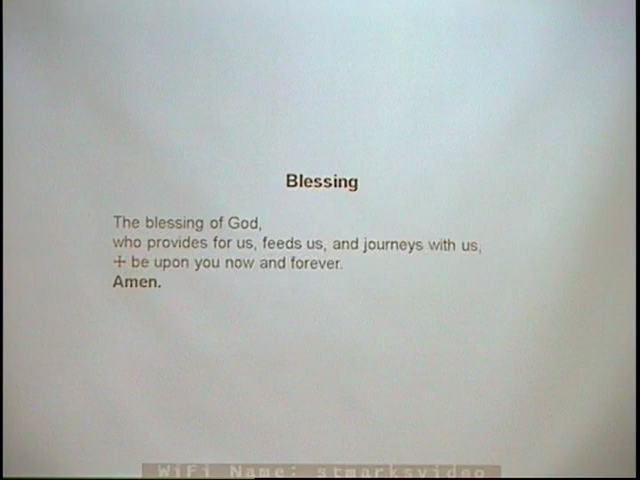 Blessing
The blessing of God,
who provides for us, feeds us, and journeys with us,
☩ be upon you now and forever.
Amen.
WiFi Name: stmarksvideo